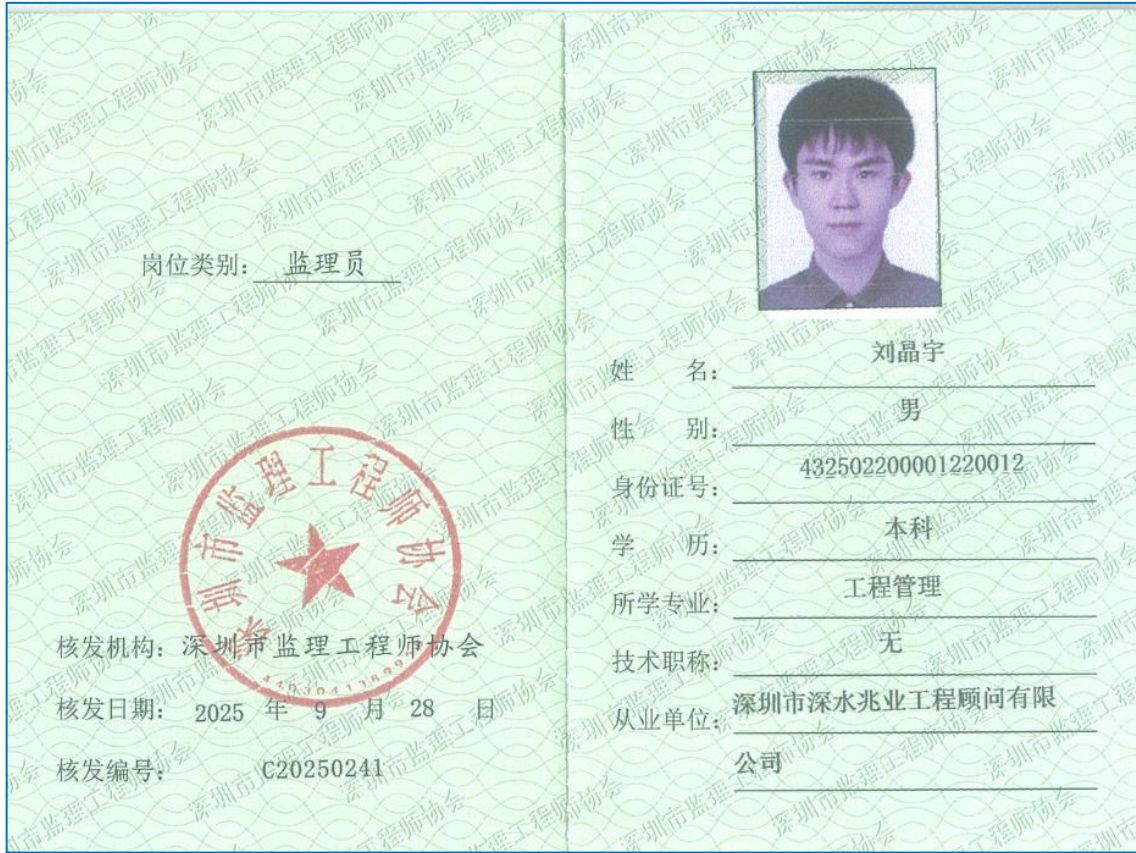 岗位类别：监理员
深圳市监理工程师协会
核发机构：深圳市监理工程师协会
核发日期：2025 年 9 月 28 日
核发编号：C20250241
姓名：刘晶宇
性别：男
身份证号：432502200001220012
学历：本科
所学专业：工程管理
技术职称：无
从业单位：深圳市深水兆业工程顾问有限
公司